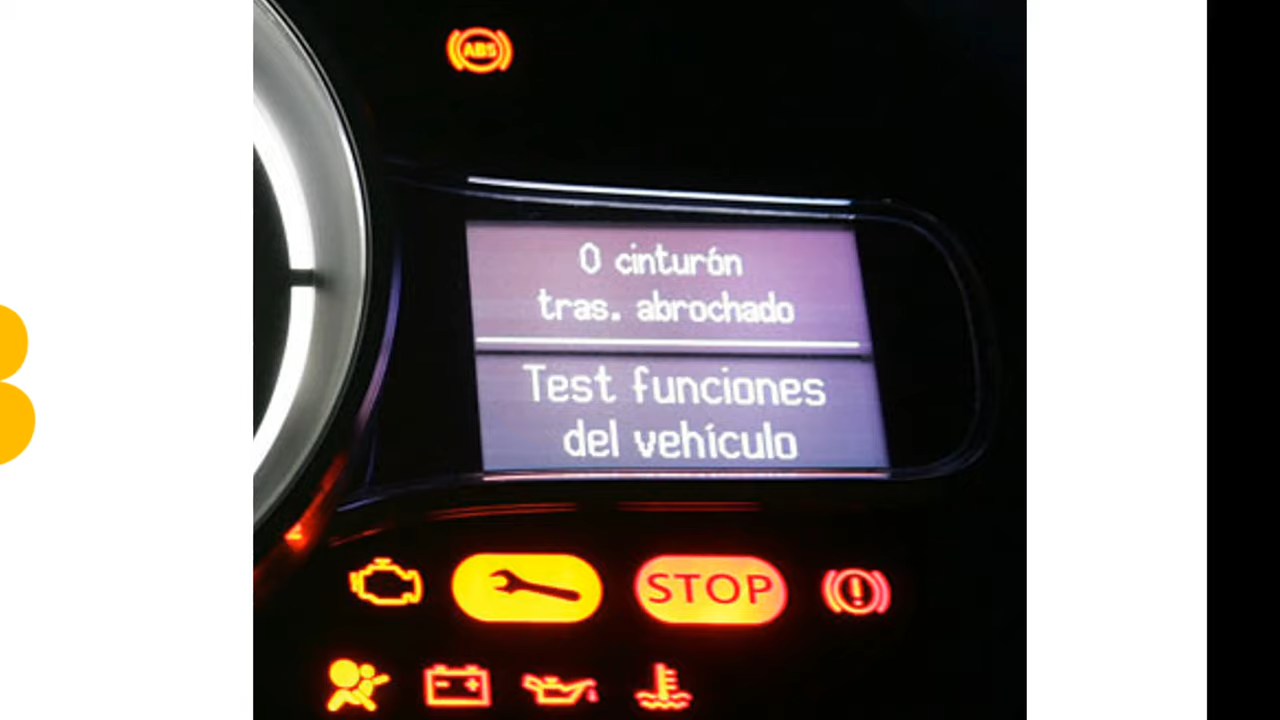 ABS
0 cinturón
tras. abrochado
Test funciones
del vehículo
STOP